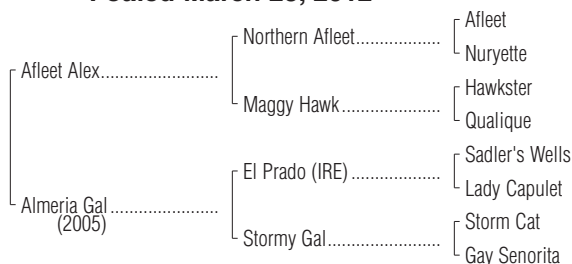 Foaled March 28, 2012
Afleet
Northern Afleet
Nuryette
Afleet Alex
Hawkster
Maggy Hawk
Qualique
Sadler's Wells
El Prado (IRE)
Lady Capulet
Almeria Gal
(2005)
Storm Cat
Stormy Gal
Gay Senorita